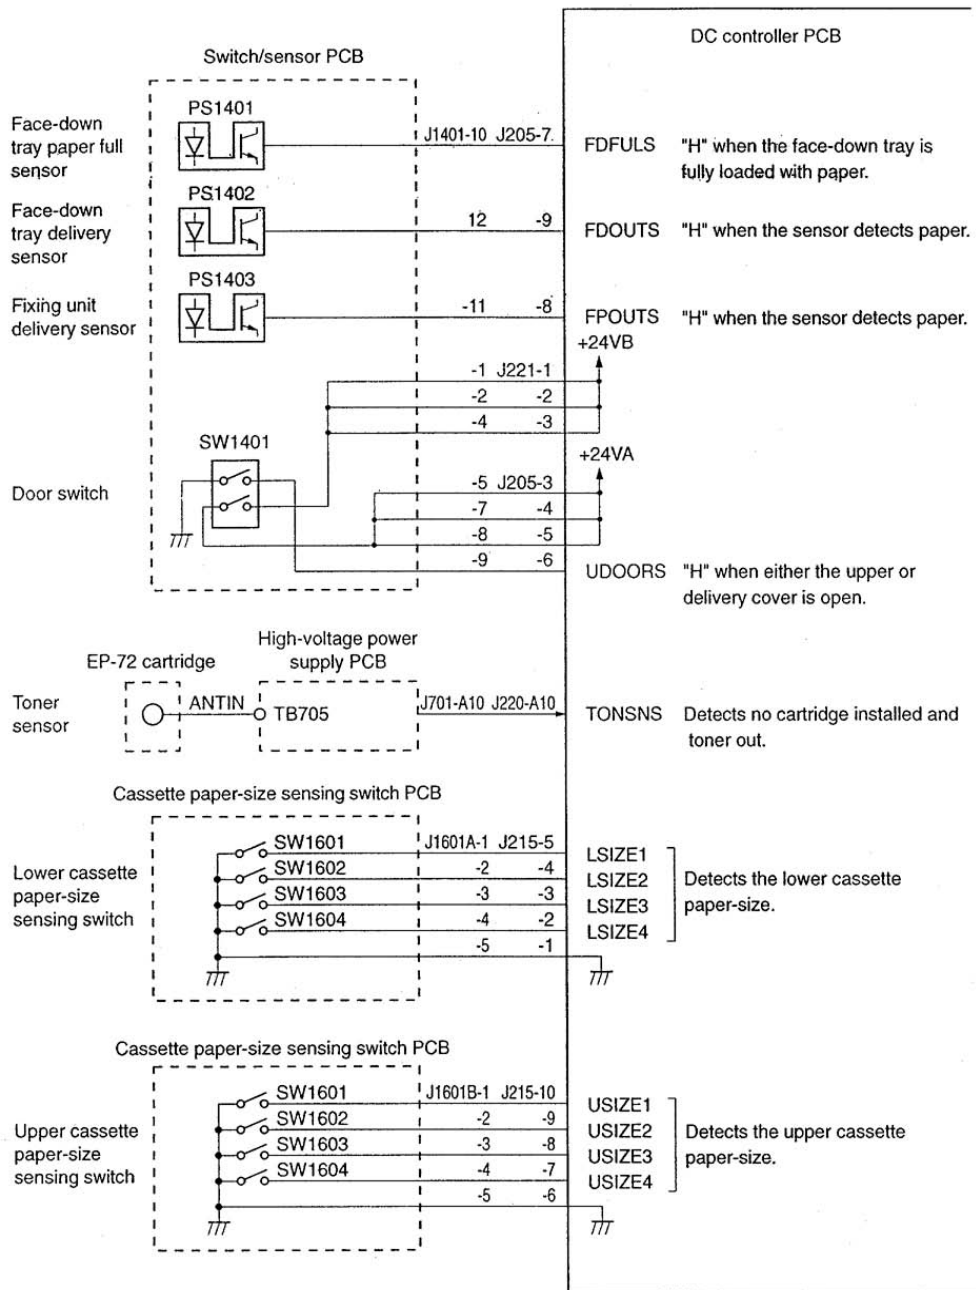 DC controller PCB
Switch/sensor PCB
PS1401
Face-down
tray paper full
sensor
J1401-10 J205-7
FDFULS "H" when the face-down tray is
fully loaded with paper.
PS1402
Face-down
tray delivery
sensor
12 -9
FDOUTS "H" when the sensor detects paper.
PS1403
Fixing unit
delivery sensor
-11 -8
FPOUTS "H" when the sensor detects paper.
+24VB
-1 J221-1
-2 -2
-4 -3
SW1401
+24VA
Door switch
-5 J205-3
-7 -4
-8 -5
-9 -6
UDOORS "H" when either the upper or
delivery cover is open.
High-voltage power
supply PCB
EP-72 cartridge
Toner
sensor
ANTIN
TB705
J701-A10 J220-A10
TONSNS Detects no cartridge installed and
toner out.
Cassette paper-size sensing switch PCB
Lower cassette
paper-size
sensing switch
SW1601 J1601A-1 J215-5 LSIZE1
SW1602 -2 -4 LSIZE2
SW1603 -3 -3 LSIZE3
SW1604 -4 -2 LSIZE4
-5 -1
Detects the lower cassette
paper-size.
Cassette paper-size sensing switch PCB
Upper cassette
paper-size
sensing switch
SW1601 J1601B-1 J215-10 USIZE1
SW1602 -2 -9 USIZE2
SW1603 -3 -8 USIZE3
SW1604 -4 -7 USIZE4
-5 -6
Detects the upper cassette
paper-size.